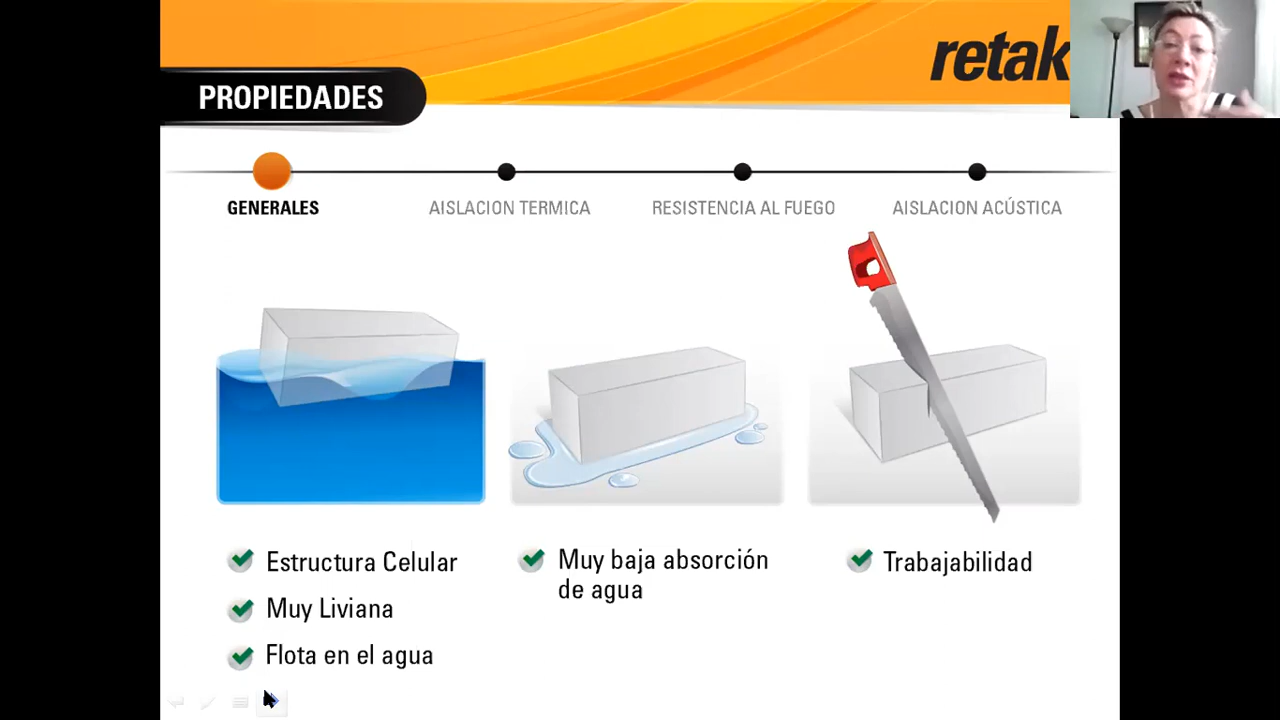 retak
PROPIEDADES
GENERALES
AISLACION TERMICA
RESISTENCIA AL FUEGO
AISLACION ACÚSTICA
Estructura Celular
Muy Liviana
Flota en el agua
Muy baja absorción
de agua
Trabajabilidad